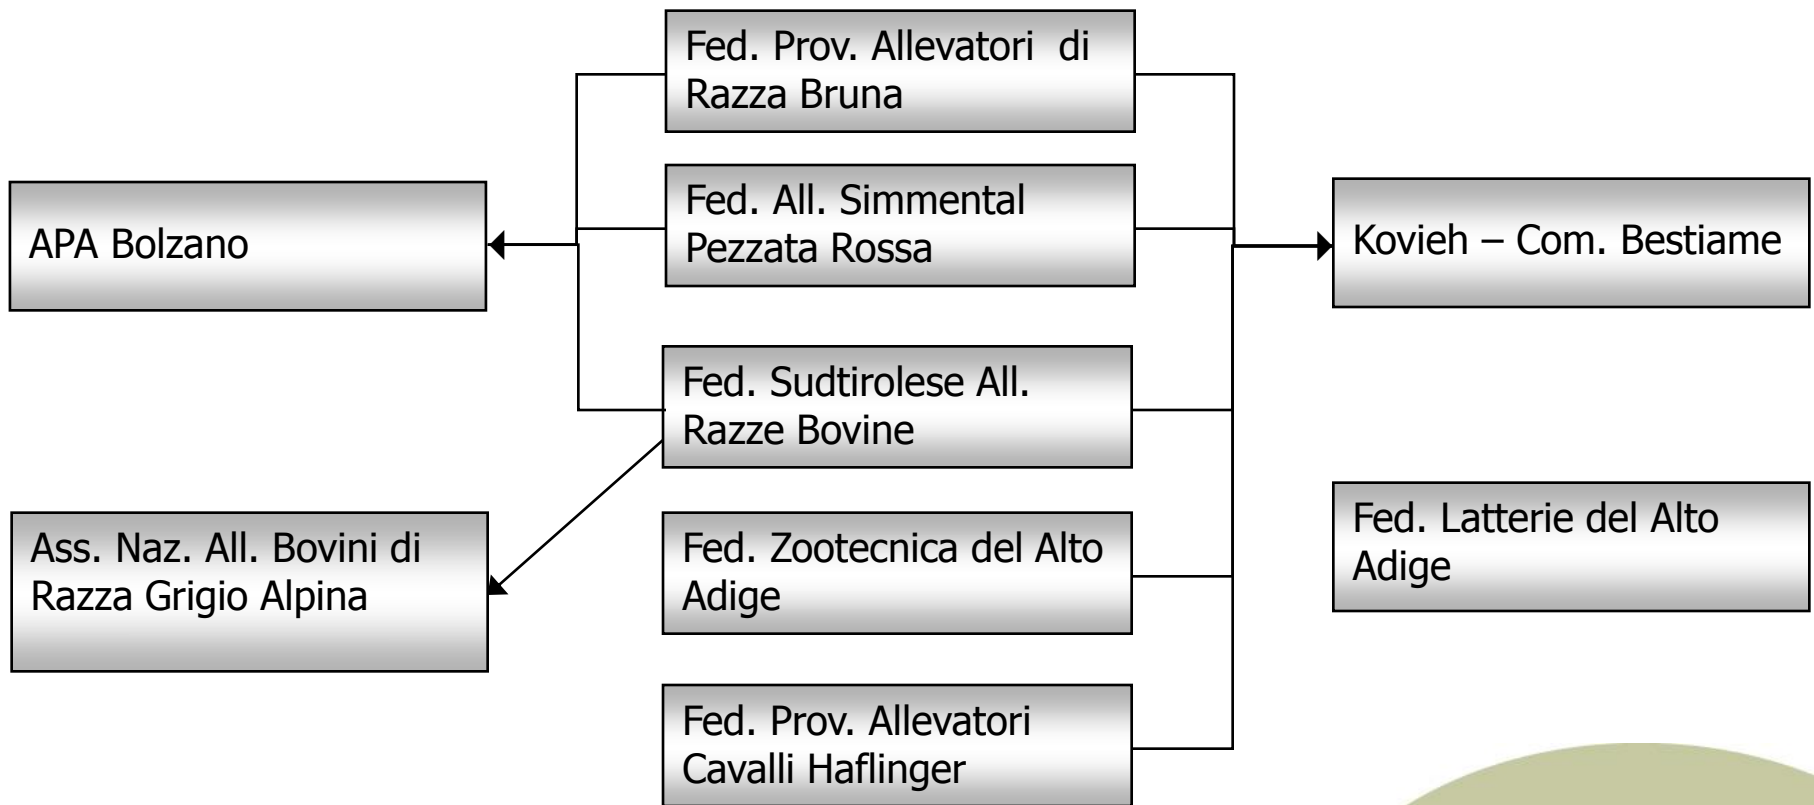 APA Bolzano
Ass. Naz. All. Bovini di
Razza Grigio Alpina
Fed. Prov. Allevatori di
Razza Bruna
Fed. All. Simmental
Pezzata Rossa
Fed. Sudtirolese All.
Razze Bovine
Fed. Zootecnica del Alto
Adige
Fed. Prov. Allevatori
Cavalli Haflinger
Kovieh – Com. Bestiame
Fed. Latterie del Alto
Adige